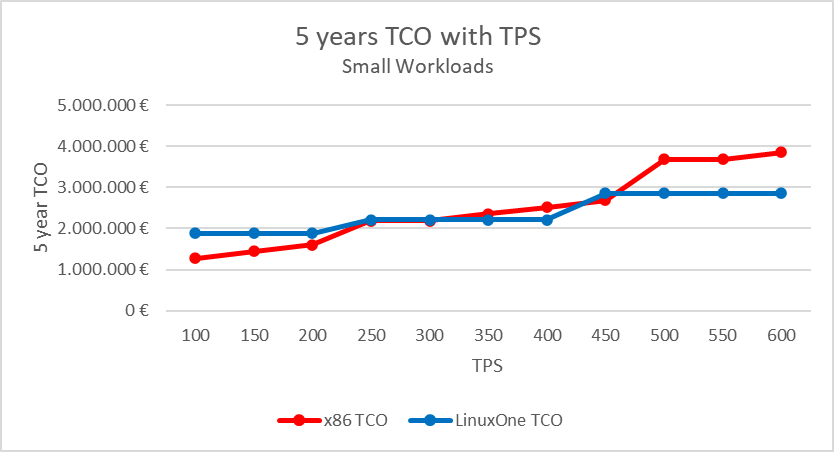 5 years TCO with TPS
Small Workloads
5.000.000 €
4.000.000 €
3.000.000 €
2.000.000 €
1.000.000 €
0 €
5 year TCO
100 150 200 250 300 350 400 450 500 550 600
TPS
x86 TCO LinuxOne TCO